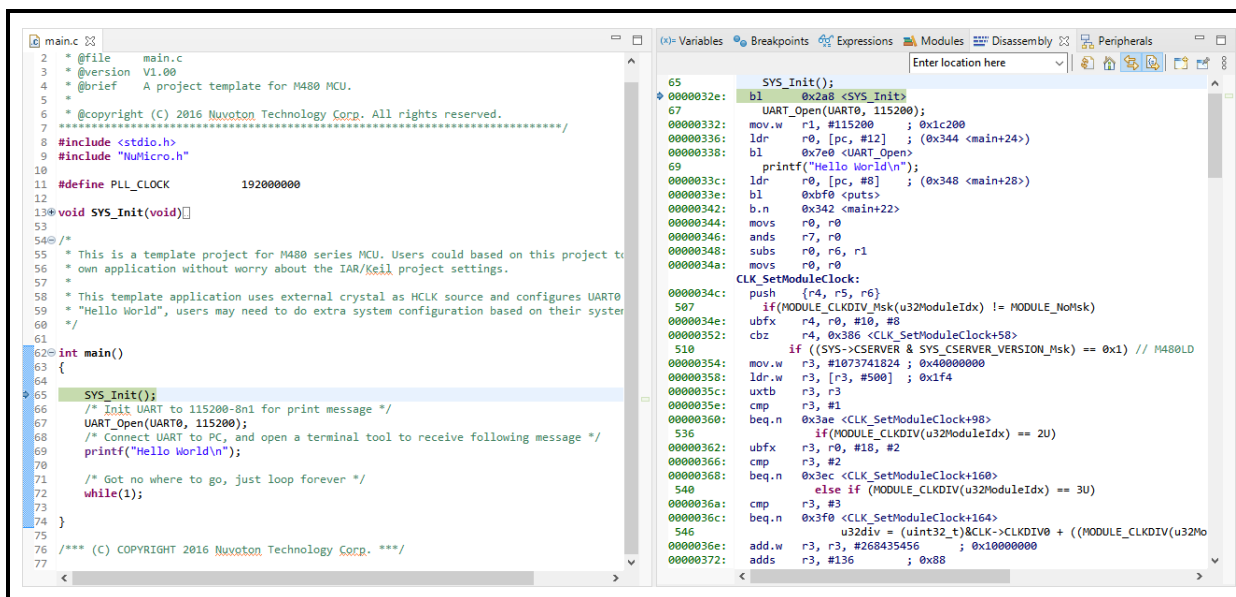 main.c
2 * @file main.c
3 * @version V1.00
4 * @brief A project template for M480 MCU.
5 *
6 * @copyright (C) 2016 Nuvoton Technology Corp. All rights reserved.
7 *****************************************************************************/
8 #include <stdio.h>
9 #include "NuMicro.h"
10
11 #define PLL_CLOCK 192000000
12
13 void SYS_Init(void)
53
54 /*
55 * This is a template project for M480 series MCU. Users could based on this project to
56 * own application without worry about the IAR/Keil project settings.
57 *
58 * This template application uses external crystal as HCLK source and configures UART0
59 * "Hello World", users may need to do extra system configuration based on their system
60 */
61
62 int main()
63 {
64
65 SYS_Init();
66 /* Init UART to 115200-8n1 for print message */
67 UART_Open(UART0, 115200);
68 /* Connect UART to PC, and open a terminal tool to receive following message */
69 printf("Hello World\n");
70
71 /* Got no where to go, just loop forever */
72 while(1);
73
74 }
75
76 /*** (C) COPYRIGHT 2016 Nuvoton Technology Corp. ***/
77
(x)= Variables Breakpoints Expressions Modules Disassembly Peripherals
Enter location here
65 SYS_Init();
0000032e: bl 0x2a8 <SYS_Init>
67 UART_Open(UART0, 115200);
00000332: mov.w r1, #115200 ; 0x1c200
00000336: ldr r0, [pc, #12] ; (0x344 <main+24>)
00000338: bl 0x7e0 <UART_Open>
69 printf("Hello World\n");
0000033c: ldr r0, [pc, #8] ; (0x348 <main+28>)
0000033e: bl 0xbf0 <puts>
00000342: b.n 0x342 <main+22>
00000344: movs r0, r0
00000346: ands r7, r0
00000348: subs r0, r6, r1
0000034a: movs r0, r0
CLK_SetModuleClock:
0000034c: push {r4, r5, r6}
507 if(MODULE_CLKDIV_Msk(u32ModuleIdx) != MODULE_NoMsk)
0000034e: ubfx r4, r0, #10, #8
00000352: cbz r4, 0x386 <CLK_SetModuleClock+58>
510 if ((SYS->CSERVER & SYS_CSERVER_VERSION_Msk) == 0x1) // M480LD
00000354: mov.w r3, #1073741824 ; 0x40000000
00000358: ldr.w r3, [r3, #500] ; 0x1f4
0000035c: uxtb r3, r3
0000035e: cmp r3, #1
00000360: beq.n 0x3ae <CLK_SetModuleClock+98>
536 if(MODULE_CLKDIV(u32ModuleIdx) == 2U)
00000362: ubfx r3, r0, #18, #2
00000366: cmp r3, #2
00000368: beq.n 0x3ec <CLK_SetModuleClock+160>
540 else if (MODULE_CLKDIV(u32ModuleIdx) == 3U)
0000036a: cmp r3, #3
0000036c: beq.n 0x3f0 <CLK_SetModuleClock+164>
546 u32div = (uint32_t)&CLK->CLKDIV0 + ((MODULE_CLKDIV(u32Mo
0000036e: add.w r3, r3, #268435456 ; 0x10000000
00000372: adds r3, #136 ; 0x88